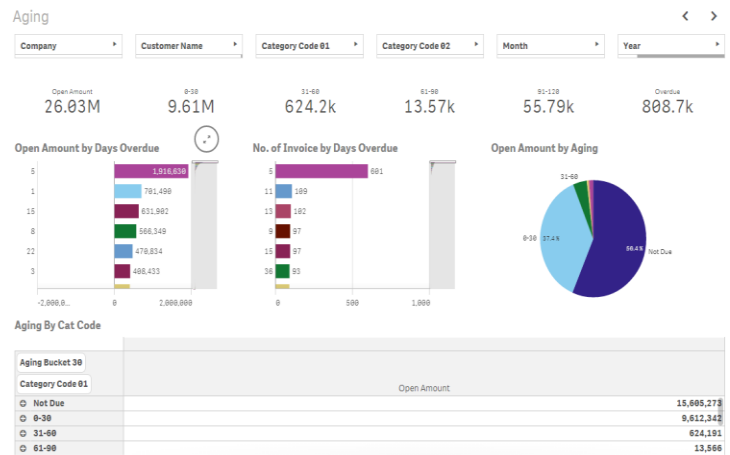 Aging
Company
Customer Name
Category Code 01
Category Code 02
Month
Year
Open Amount
26.03M
0-30
9.61M
31-60
624.2k
61-90
13.57k
91-120
55.79k
Overdue
808.7k
Open Amount by Days Overdue
5
1,916,630
1
701,490
15
631,902
8
566,349
22
470,834
3
408,433
-2,000,0...
0
2,000,000
No. of Invoice by Days Overdue
5
601
11
109
13
102
9
97
15
97
36
93
0
500
1,000
Open Amount by Aging
31-60
0-30
37.4%
Not Due
Aging By Cat Code
Aging Bucket 30
Category Code 01
Open Amount
Not Due
15,605,273
0-30
9,612,342
31-60
624,191
61-90
13,566